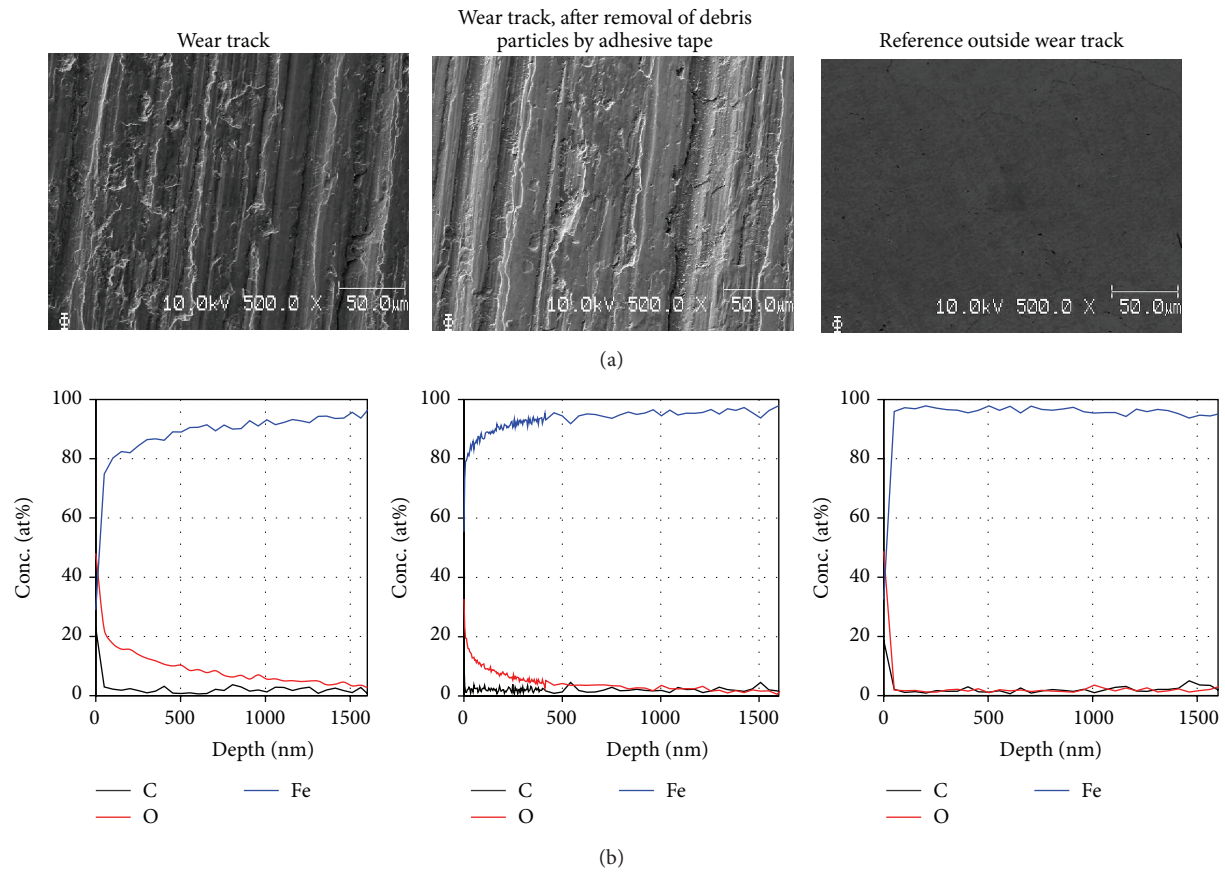 Wear track
Wear track, after removal of debris
particles by adhesive tape
Reference outside wear track
10.0kV 500.0 X 50.0µm
10.0kV 500.0 X 50.0µm
10.0kV 500.0 X 50.0µm
(a)
100
80
60
40
20
0
Conc. (at%)
0 500 1000 1500
Depth (nm)
C Fe
O
100
80
60
40
20
0
Conc. (at%)
0 500 1000 1500
Depth (nm)
C Fe
O
100
80
60
40
20
0
Conc. (at%)
0 500 1000 1500
Depth (nm)
C Fe
O
(b)